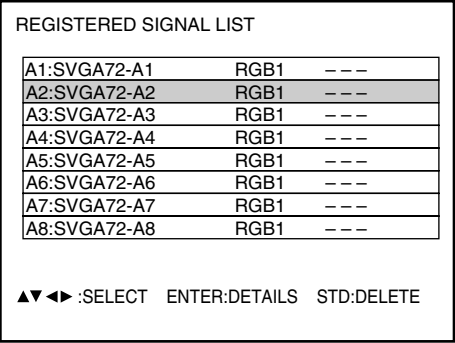 REGISTERED SIGNAL LIST
A1:SVGA72-A1 RGB1 – – –
A2:SVGA72-A2 RGB1 – – –
A3:SVGA72-A3 RGB1 – – –
A4:SVGA72-A4 RGB1 – – –
A5:SVGA72-A5 RGB1 – – –
A6:SVGA72-A6 RGB1 – – –
A7:SVGA72-A7 RGB1 – – –
A8:SVGA72-A8 RGB1 – – –
▲▼◀▶ :SELECT ENTER:DETAILS STD:DELETE